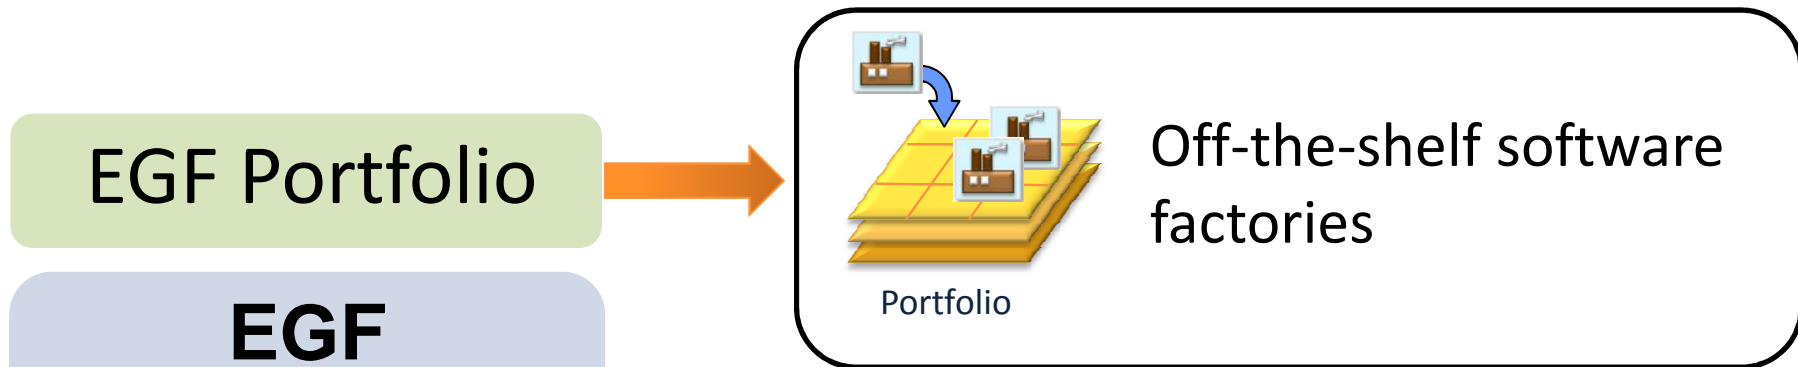 EGF Portfolio
Off-the-shelf software
factories
Portfolio
EGF